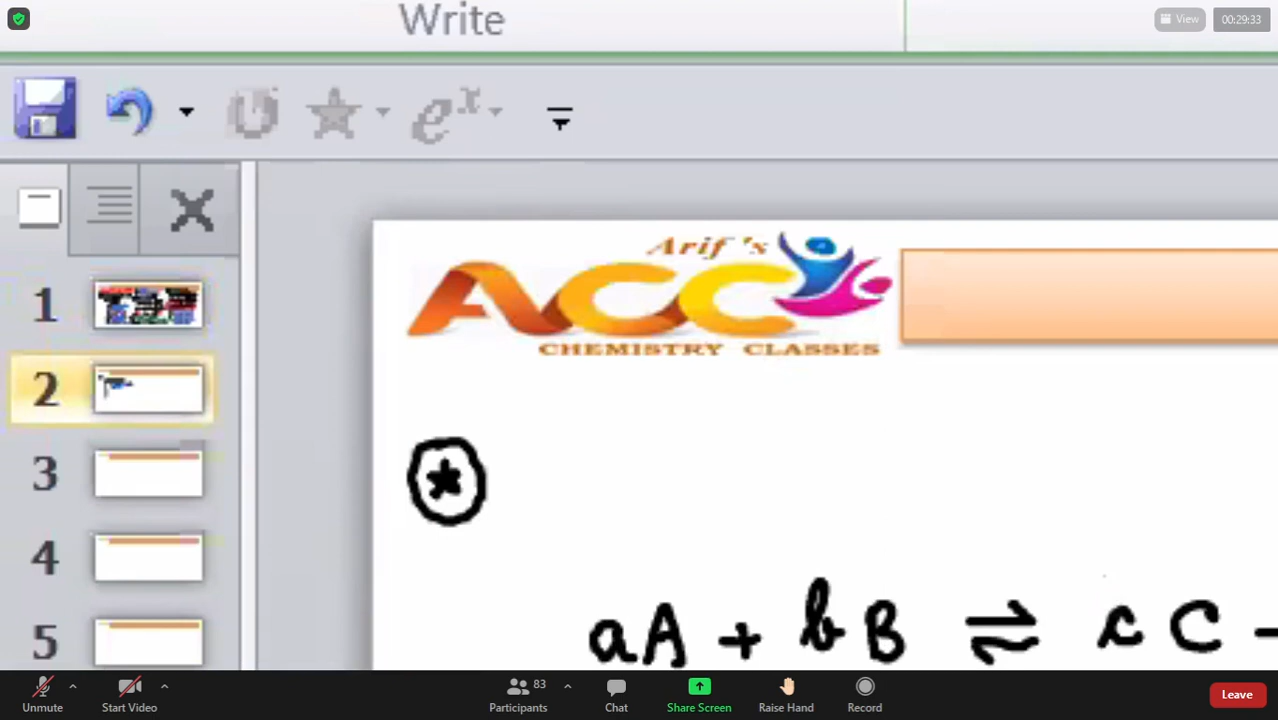 View 00:29:33
Write
Arif 's
ACC
CHEMISTRY CLASSES
1
2
3
4
5
aA + bB ⇌ cC -
Unmute Start Video Participants 83 Chat Share Screen Raise Hand Record Leave